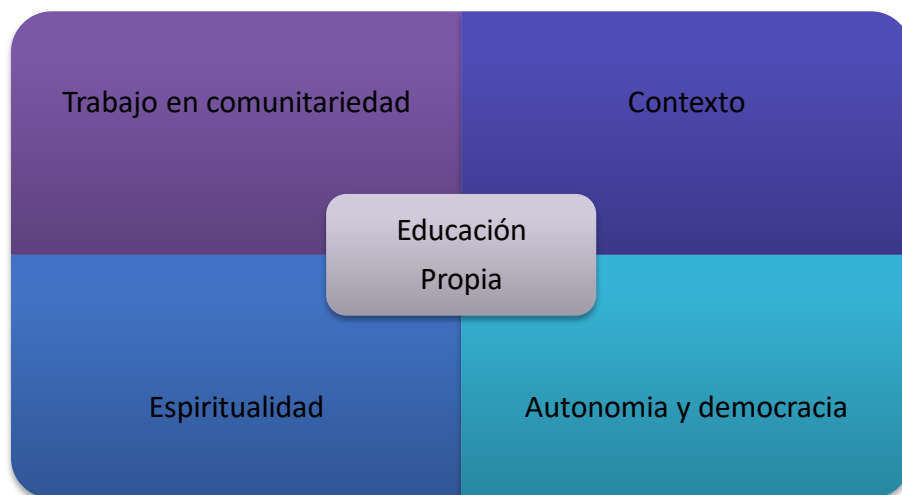 Trabajo en comunitariedad
Contexto
Educación
Propia
Espiritualidad
Autonomia y democracia